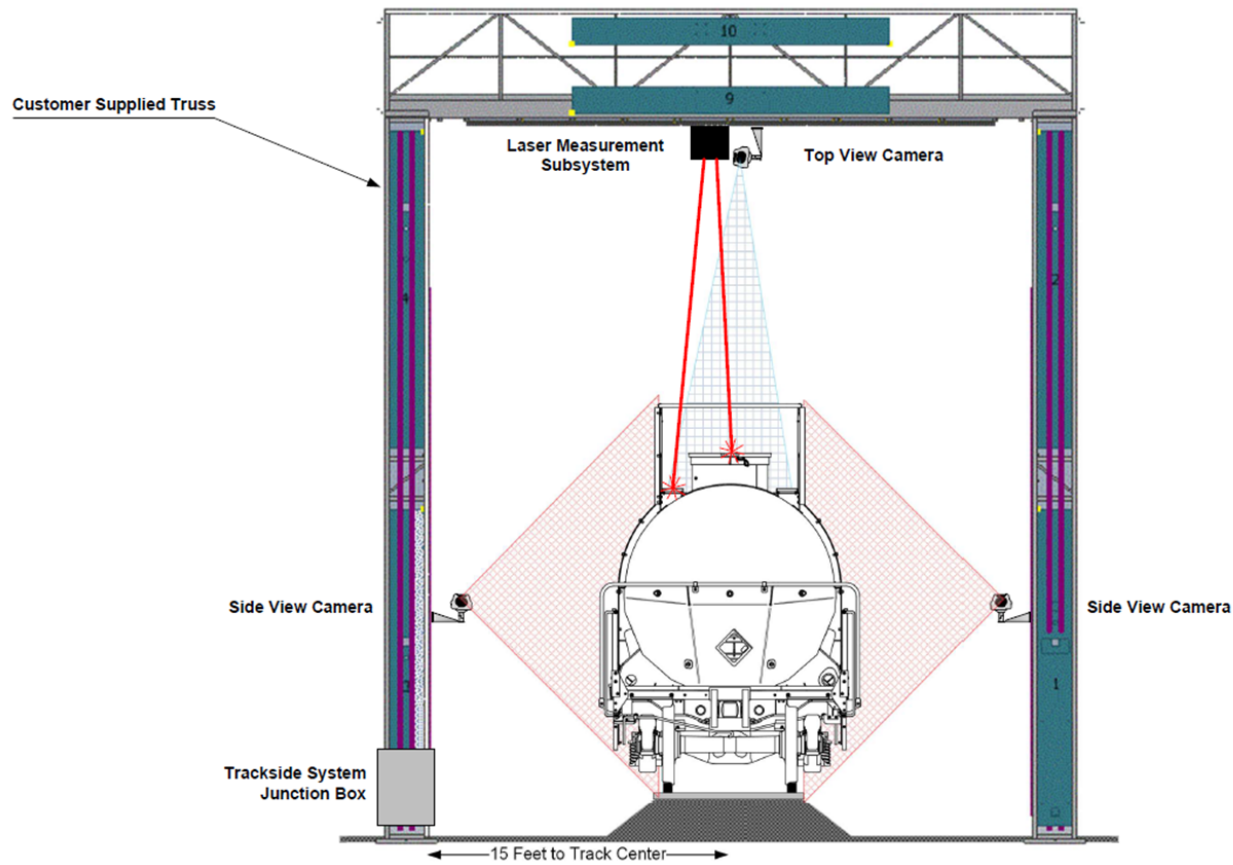 10
Customer Supplied Truss
9
Laser Measurement
Subsystem
Top View Camera
4
2
Side View Camera
Side View Camera
3
1
Trackside System
Junction Box
15 Feet to Track Center